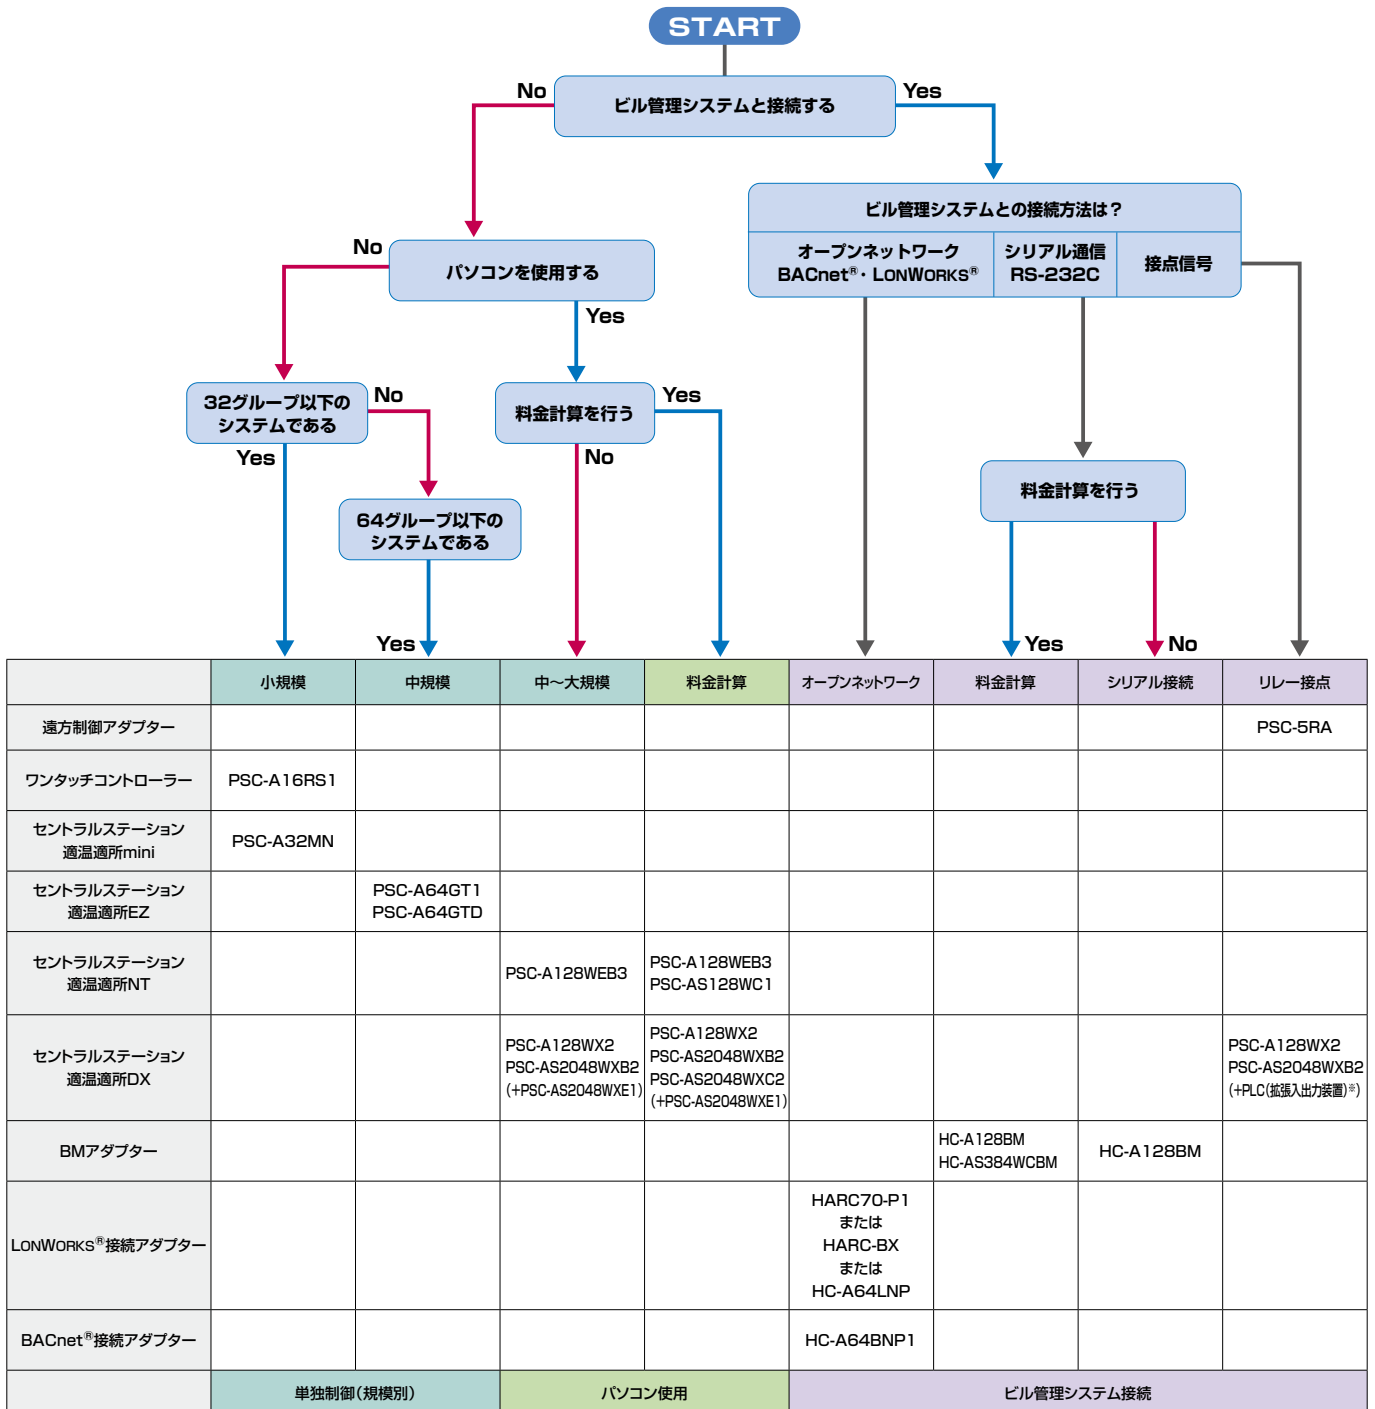 START
No
Yes
ビル管理システムと接続する
ビル管理システムとの接続方法は？
オープンネットワーク
BACnet®・LONWORKS®
シリアル通信
RS-232C
接点信号
No
パソコンを使用する
Yes
32グループ以下の
システムである
No
Yes
料金計算を行う
Yes
No
64グループ以下の
システムである
Yes
料金計算を行う
Yes
No
小規模
中規模
中〜大規模
料金計算
オープンネットワーク
料金計算
シリアル接続
リレー接点
遠方制御アダプター
PSC-5RA
ワンタッチコントローラー
PSC-A16RS1
セントラルステーション
適温適所mini
PSC-A32MN
セントラルステーション
適温適所EZ
PSC-A64GT1
PSC-A64GTD
セントラルステーション
適温適所NT
PSC-A128WEB3
PSC-A128WEB3
PSC-AS128WC1
セントラルステーション
適温適所DX
PSC-A128WX2
PSC-AS2048WXB2
(+PSC-AS2048WXE1)
PSC-A128WX2
PSC-AS2048WXB2
PSC-AS2048WXC2
(+PSC-AS2048WXE1)
PSC-A128WX2
PSC-AS2048WXB2
(+PLC(拡張入出力装置)※)
BMアダプター
HC-A128BM
HC-AS384WCBM
HC-A128BM
LONWORKS®接続アダプター
HARC70-P1
または
HARC-BX
または
HC-A64LNP
BACnet®接続アダプター
HC-A64BNP1
単独制御(規模別)
パソコン使用
ビル管理システム接続